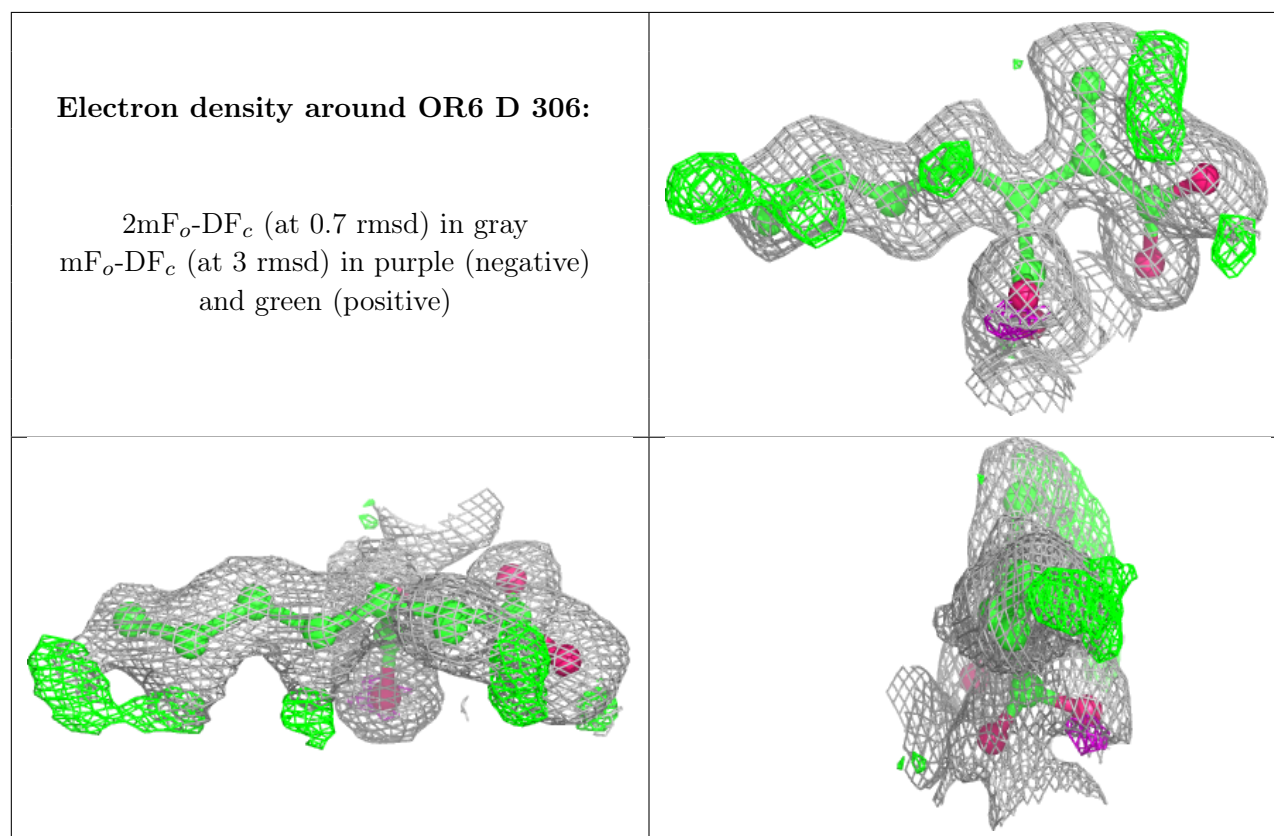 Electron density around OR6 D 306:
2mFo-DFc (at 0.7 rmsd) in gray
mFo-DFc (at 3 rmsd) in purple (negative)
and green (positive)